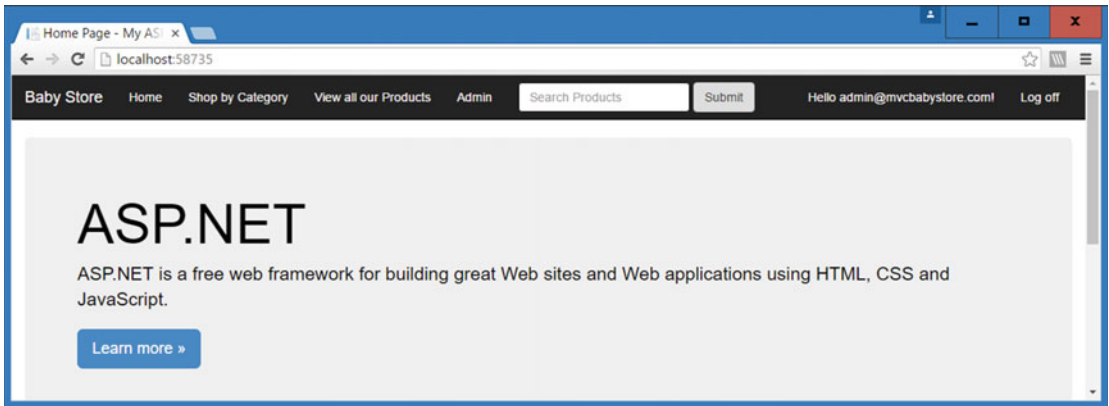 Home Page - My AS
localhost:58735
Baby Store Home Shop by Category View all our Products Admin Search Products Submit Hello admin@mvcbabystore.com! Log off
ASP.NET
ASP.NET is a free web framework for building great Web sites and Web applications using HTML, CSS and
JavaScript.
Learn more »